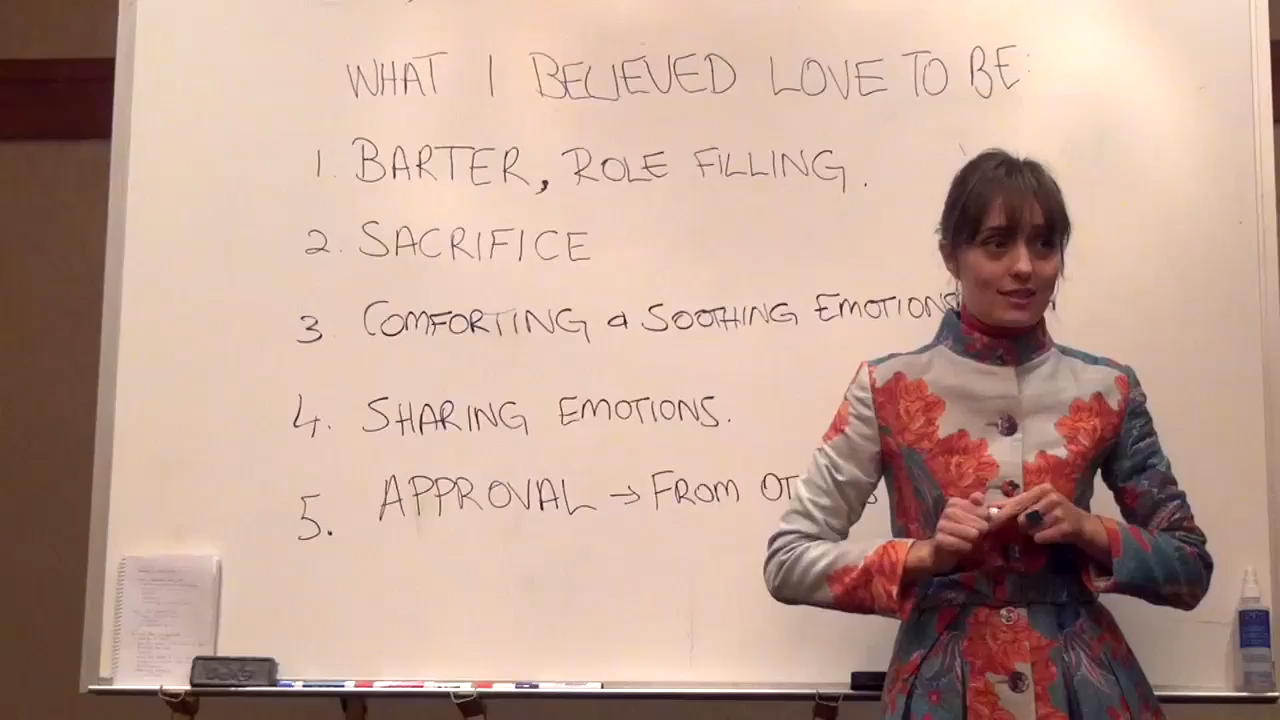 WHAT I BELIEVED LOVE TO BE:
1. BARTER, ROLE FILLING.
2. SACRIFICE
3 COMFORTING & SOOTHING EMOTIONS
4. SHARING EMOTIONS.
5. APPROVAL → FROM